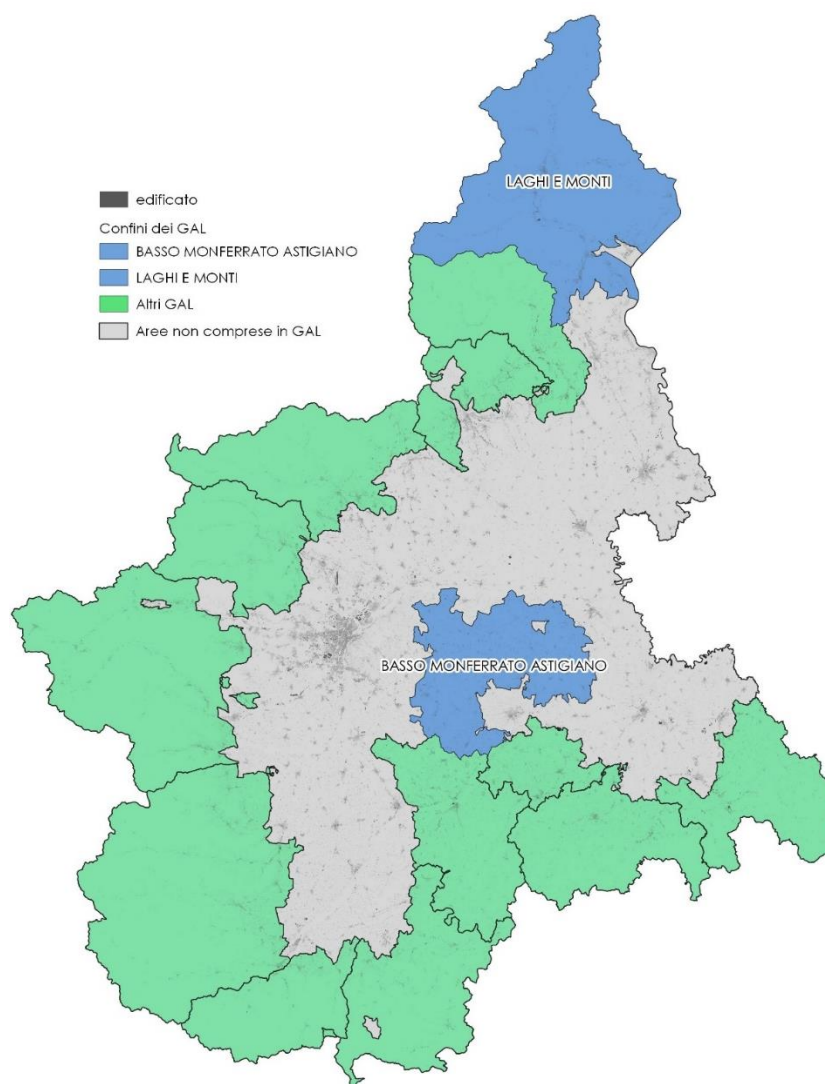 LAGHI E MONTI
edificato
Confini dei GAL
BASSO MONFERRATO ASTIGIANO
LAGHI E MONTI
Altri GAL
Aree non comprese in GAL
BASSO MONFERRATO ASTIGIANO